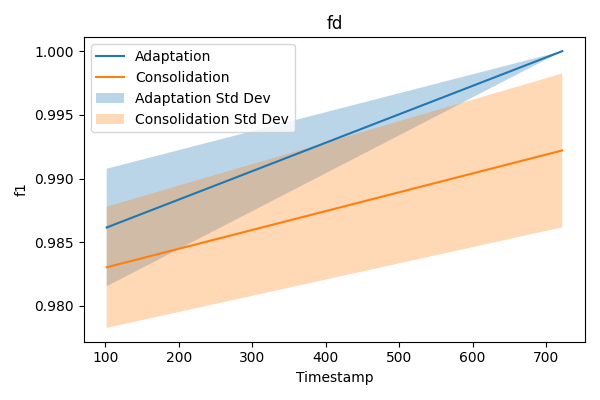 fd
Adaptation
Consolidation
Adaptation Std Dev
Consolidation Std Dev
f1
1.000
0.995
0.990
0.985
0.980
100 200 300 400 500 600 700
Timestamp